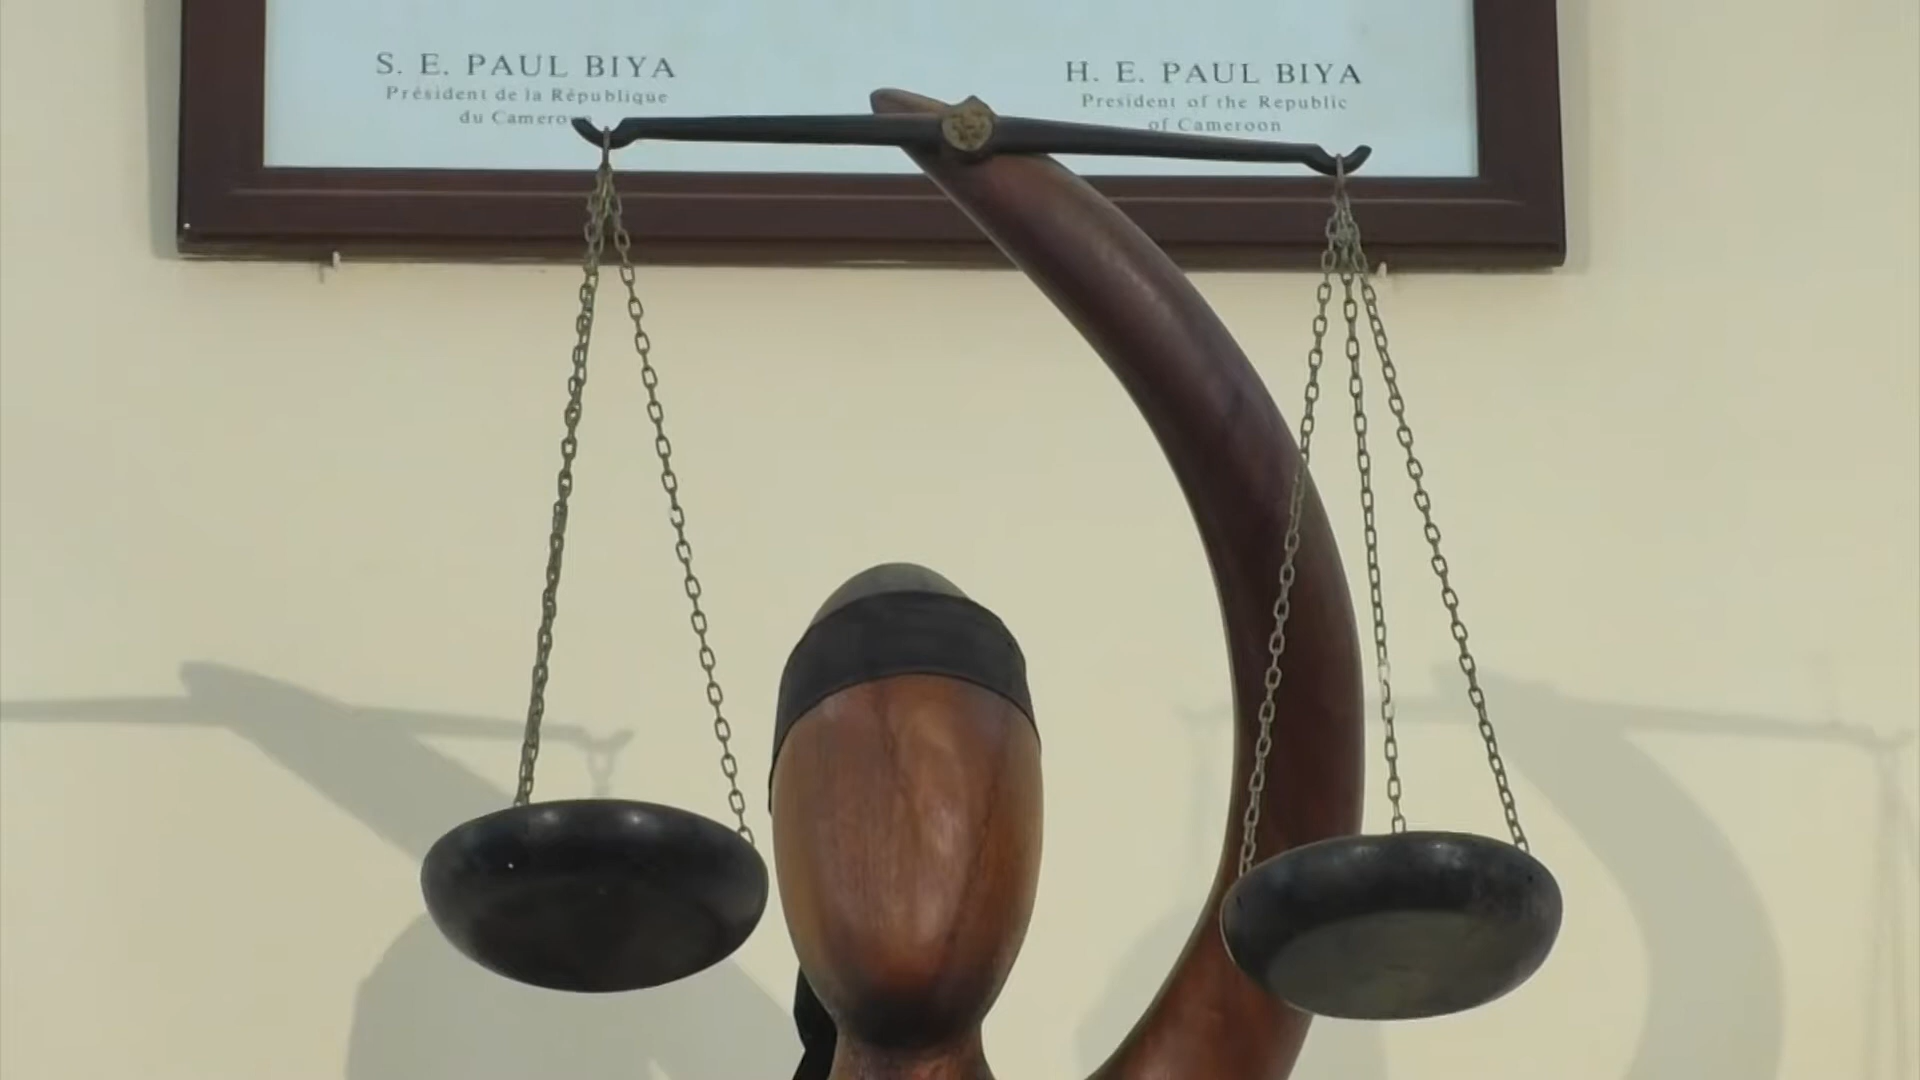 S. E. PAUL BIYA
Président de la République
du Cameroun
H. E. PAUL BIYA
President of the Republic
of Cameroon